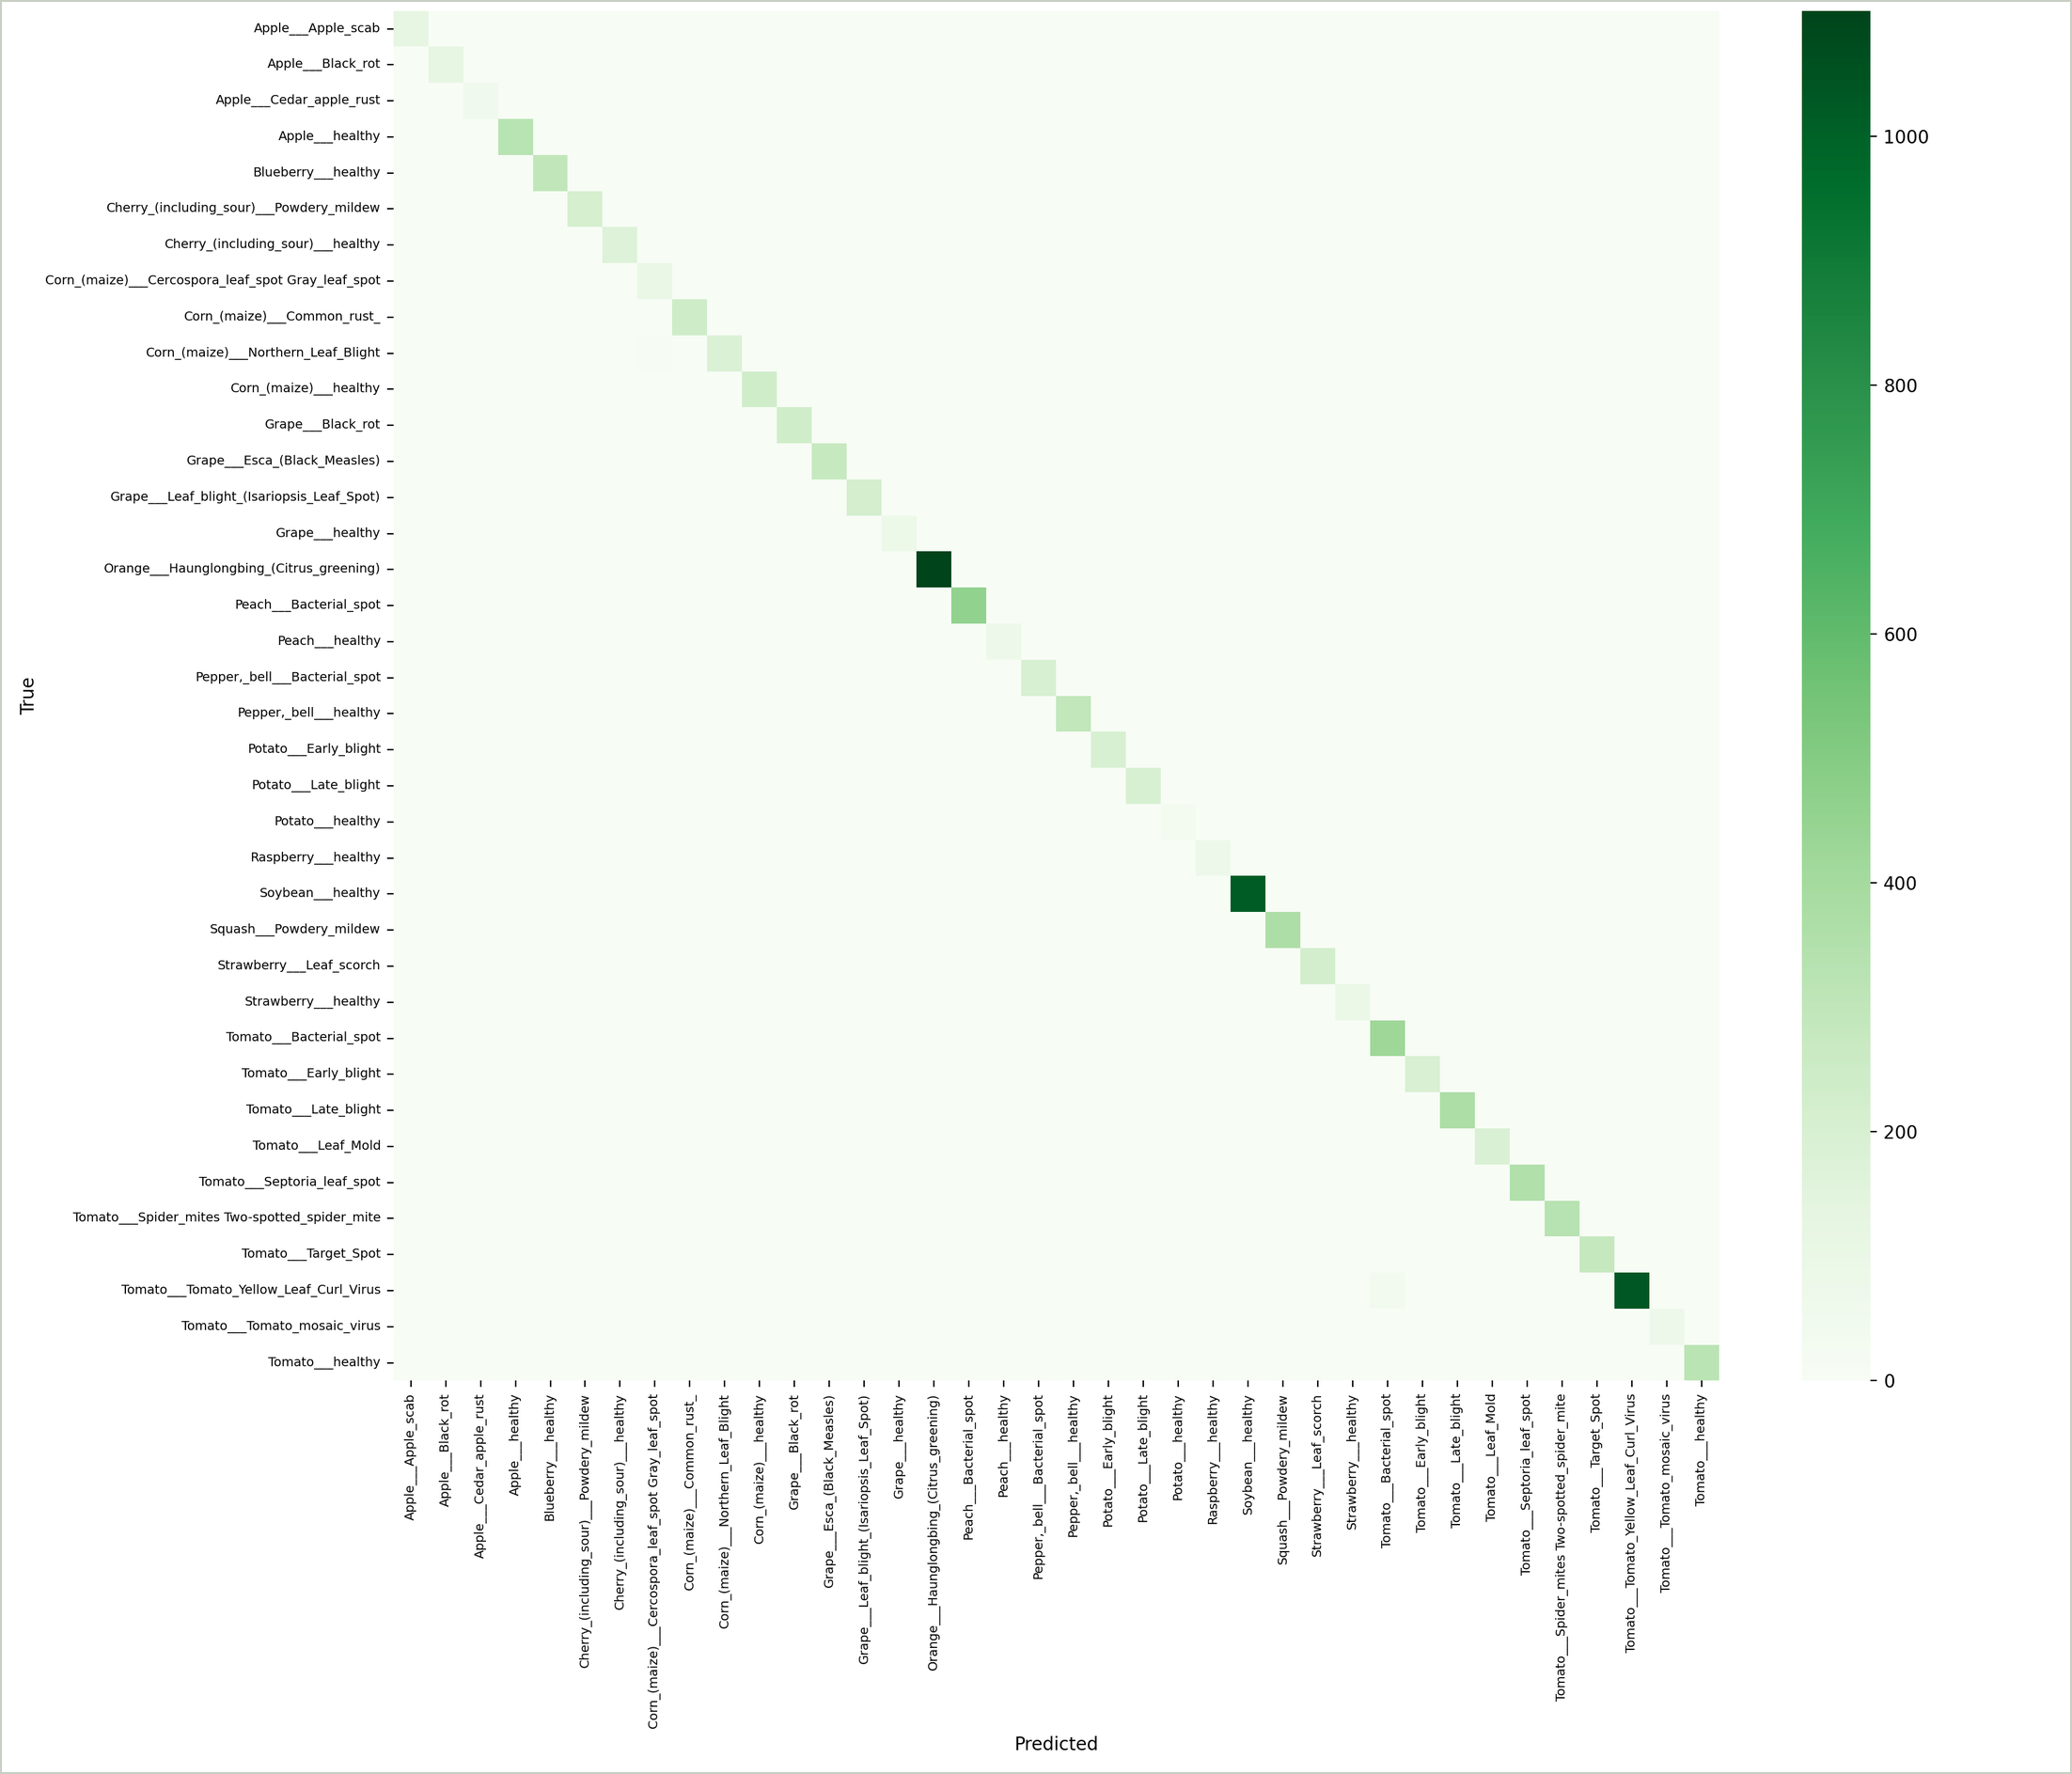 Apple___Apple_scab
Apple___Black_rot
Apple___Cedar_apple_rust
Apple___healthy
Blueberry___healthy
Cherry_(including_sour)___Powdery_mildew
Cherry_(including_sour)___healthy
Corn_(maize)___Cercospora_leaf_spot Gray_leaf_spot
Corn_(maize)___Common_rust_
Corn_(maize)___Northern_Leaf_Blight
Corn_(maize)___healthy
Grape___Black_rot
Grape___Esca_(Black_Measles)
Grape___Leaf_blight_(Isariopsis_Leaf_Spot)
Grape___healthy
Orange___Haunglongbing_(Citrus_greening)
Peach___Bacterial_spot
Peach___healthy
Pepper,_bell___Bacterial_spot
Pepper,_bell___healthy
Potato___Early_blight
Potato___Late_blight
Potato___healthy
Raspberry___healthy
Soybean___healthy
Squash___Powdery_mildew
Strawberry___Leaf_scorch
Strawberry___healthy
Tomato___Bacterial_spot
Tomato___Early_blight
Tomato___Late_blight
Tomato___Leaf_Mold
Tomato___Septoria_leaf_spot
Tomato___Spider_mites Two-spotted_spider_mite
Tomato___Target_Spot
Tomato___Tomato_Yellow_Leaf_Curl_Virus
Tomato___Tomato_mosaic_virus
Tomato___healthy
True
Apple___Apple_scab
Apple___Black_rot
Apple___Cedar_apple_rust
Apple___healthy
Blueberry___healthy
Cherry_(including_sour)___Powdery_mildew
Cherry_(including_sour)___healthy
Corn_(maize)___Cercospora_leaf_spot Gray_leaf_spot
Corn_(maize)___Common_rust_
Corn_(maize)___Northern_Leaf_Blight
Corn_(maize)___healthy
Grape___Black_rot
Grape___Esca_(Black_Measles)
Grape___Leaf_blight_(Isariopsis_Leaf_Spot)
Grape___healthy
Orange___Haunglongbing_(Citrus_greening)
Peach___Bacterial_spot
Peach___healthy
Pepper,_bell___Bacterial_spot
Pepper,_bell___healthy
Potato___Early_blight
Potato___Late_blight
Potato___healthy
Raspberry___healthy
Soybean___healthy
Squash___Powdery_mildew
Strawberry___Leaf_scorch
Strawberry___healthy
Tomato___Bacterial_spot
Tomato___Early_blight
Tomato___Late_blight
Tomato___Leaf_Mold
Tomato___Septoria_leaf_spot
Tomato___Spider_mites Two-spotted_spider_mite
Tomato___Target_Spot
Tomato___Tomato_Yellow_Leaf_Curl_Virus
Tomato___Tomato_mosaic_virus
Tomato___healthy
Predicted
1000
800
600
400
200
0